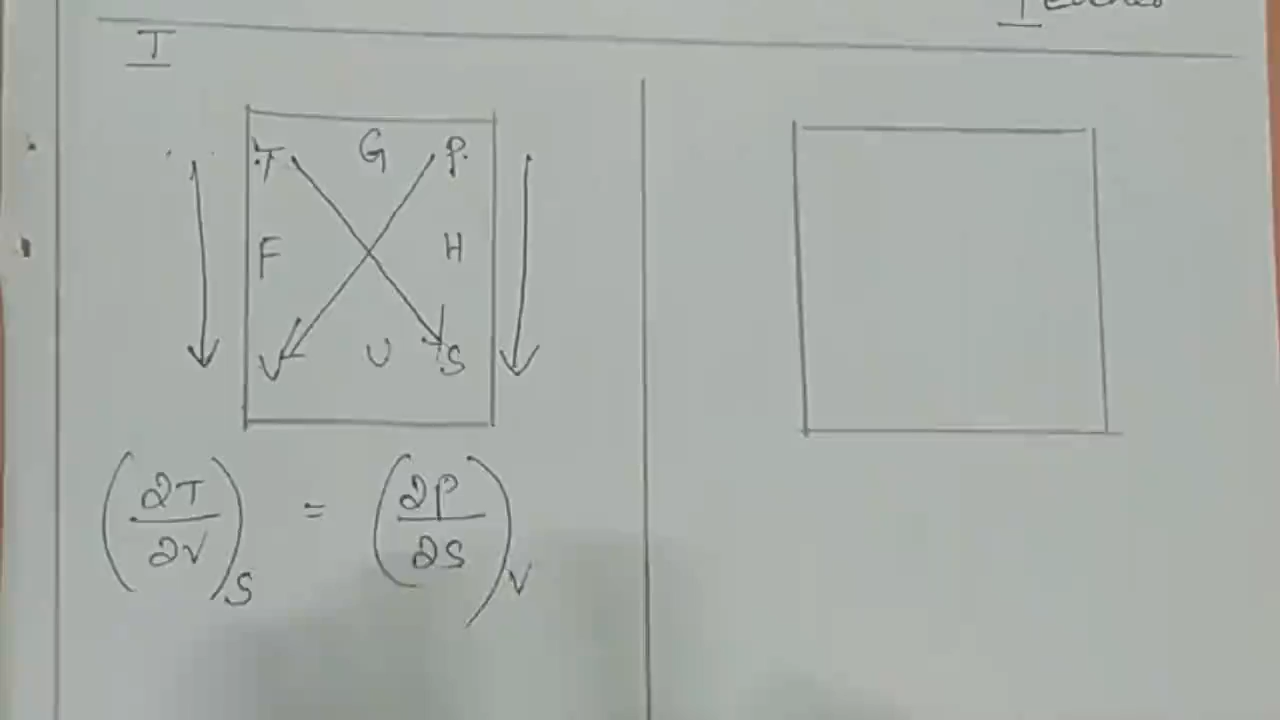 T
T G P
F H
V U S
(∂T/∂V)_S = (∂P/∂S)_V